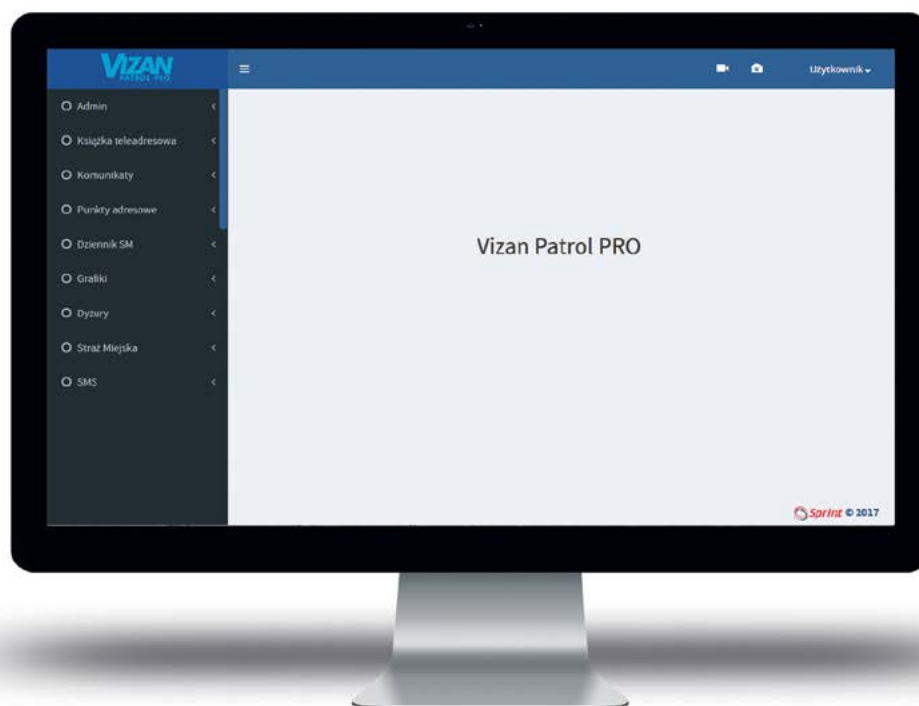 VIZAN
PATROL PRO
Użytkownik
Admin
Książka teleadresowa
Komunikaty
Punkty adresowe
Dziennik SM
Grafiki
Dyżury
Straż Miejska
SMS
Vizan Patrol PRO
Sprint © 2017